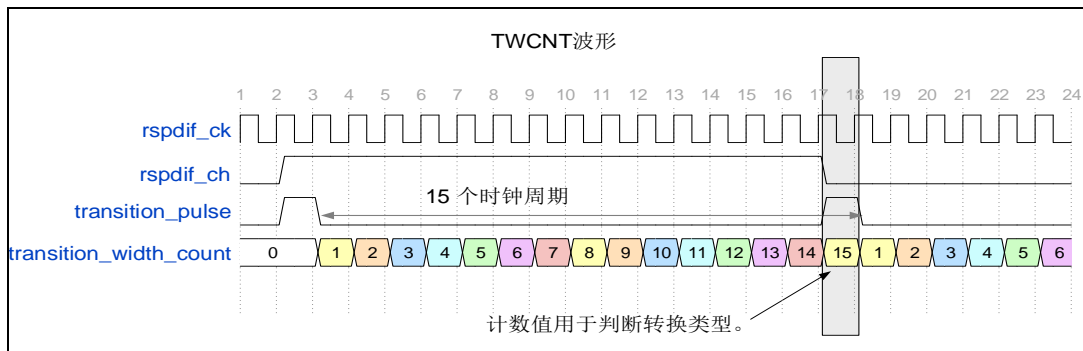 TWCNT波形
1 2 3 4 5 6 7 8 9 10 11 12 13 14 15 16 17 18 19 20 21 22 23 24
rspdif_ck
rspdif_ch
15 个时钟周期
transition_pulse
transition_width_count 0 1 2 3 4 5 6 7 8 9 10 11 12 13 14 15 1 2 3 4 5 6
计数值用于判断转换类型。